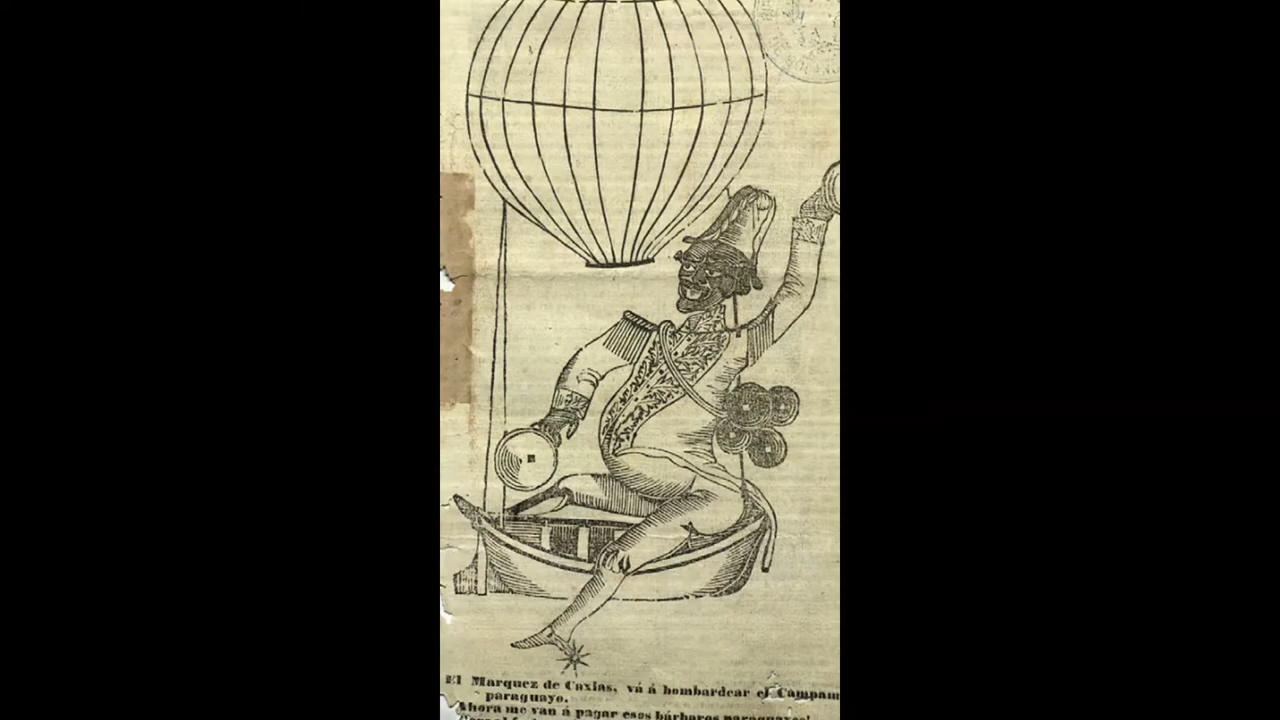 El Marquez de Caxias, vá á bombardear el Campam
paraguayo.
Ahora me van á pagar esos bárbaros paraguayos!